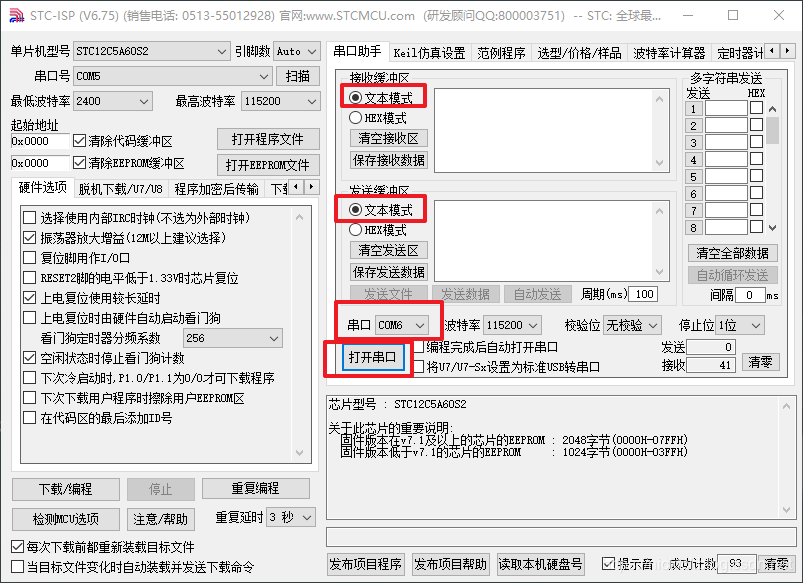 STC-ISP (V6.75) (销售电话: 0513-55012928) 官网:www.STCMCU.com (研发顾问QQ:800003751) -- STC: 全球最...
单片机型号 STC12C5A60S2 引脚数 Auto
串口号 COM5 扫描
最低波特率 2400 最高波特率 115200
起始地址
0x0000 清除代码缓冲区 打开程序文件
0x0000 清除EEPROM缓冲区 打开EEPROM文件
硬件选项 脱机下载/U7/U8 程序加密后传输
选择使用内部IRC时钟(不选为外部时钟)
振荡器放大增益(12M以上建议选择)
复位脚用作I/O口
RESET2脚的电平低于1.33V时芯片复位
上电复位使用较长延时
上电复位时由硬件自动启动看门狗
看门狗定时器分频系数 256
空闲状态时停止看门狗计数
下次冷启动时,P1.0/P1.1为0/0才可下载程序
下次下载用户程序时擦除用户EEPROM区
在代码区的最后添加ID号
下载/编程 停止 重复编程
检测MCU选项 注意/帮助 重复延时 3 秒
每次下载前都重新装载目标文件
当目标文件变化时自动装载并发送下载命令
串口助手 Keil仿真设置 范例程序 选型/价格/样品 波特率计算器 定时器计
接收缓冲区
文本模式
HEX模式
清空接收区
保存接收数据
发送缓冲区
文本模式
HEX模式
清空发送区
保存发送数据
发送文件 发送数据 自动发送 周期(ms) 100
多字符串发送
发送 HEX
1
2
3
4
5
6
7
8
清空全部数据
自动循环发送
间隔 0 ms
串口 COM6 波特率 115200 校验位 无校验 停止位 1位
打开串口 编程完成后自动打开串口 发送 0
将U7/U7-Sx设置为标准USB转串口 接收 41 清零
芯片型号 : STC12C5A60S2
关于此芯片的重要说明:
固件版本在v7.1及以上的芯片的EEPROM : 2048字节(0000H-07FFH)
固件版本低于v7.1的芯片的EEPROM : 1024字节(0000H-03FFH)
发布项目程序 发布项目帮助 读取本机硬盘号 提示音 成功计数 93 清零